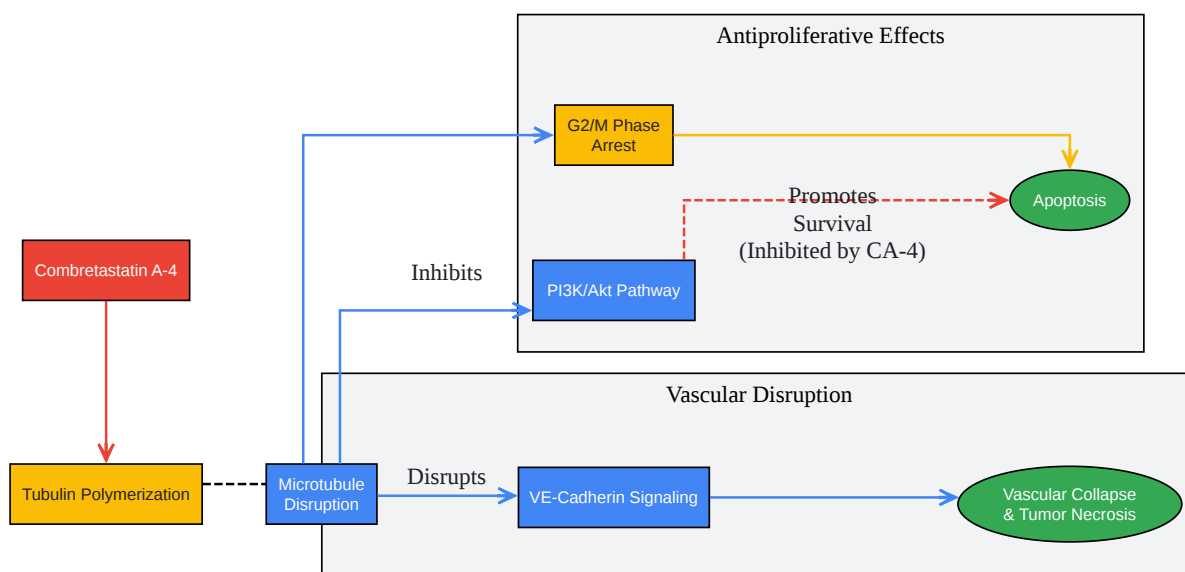 Antiproliferative Effects
G2/M Phase
Arrest
Promotes
Survival
(Inhibited by CA-4)
Apoptosis
Combretastatin A-4
Inhibits
PI3K/Akt Pathway
Vascular Disruption
Tubulin Polymerization
Microtubule
Disruption
Disrupts
VE-Cadherin Signaling
Vascular Collapse
& Tumor Necrosis